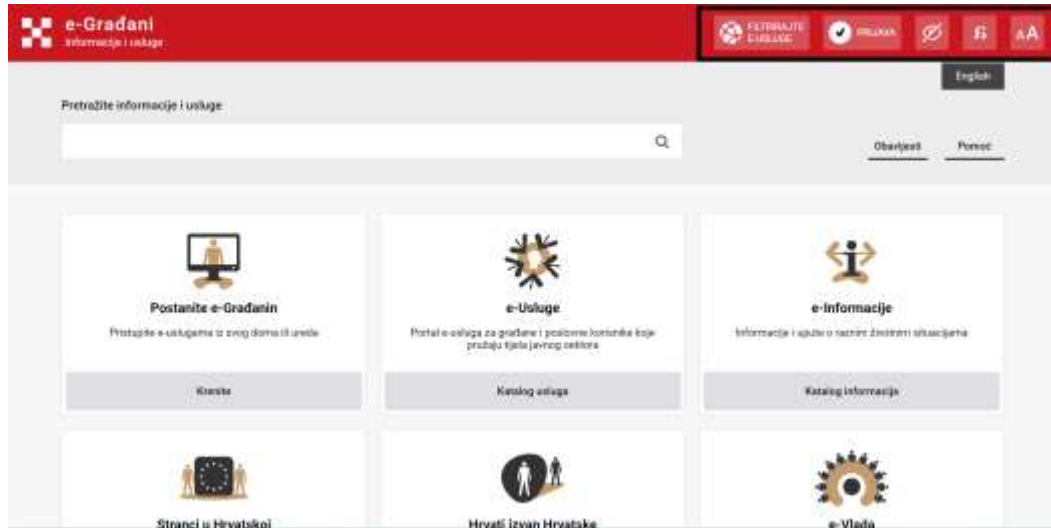 e-Građani
Informacije i usluge
FILTRIRAJTE
E-USLUGE
PRIJAVA
AA
English
Pretražite informacije i usluge
Obavijesti
Pomoć
Postanite e-Građanin
Pristupite e-uslugama iz svog doma ili ureda
Krenite
e-Usluge
Portal e-usluga za građane i poslovne korisnike koje
pružaju tijela javnog sektora
Katalog usluga
e-Informacije
Informacije i upute o raznim životnim situacijama
Katalog informacija
Stranci u Hrvatskoj
Hrvati izvan Hrvatske
e-Vlada